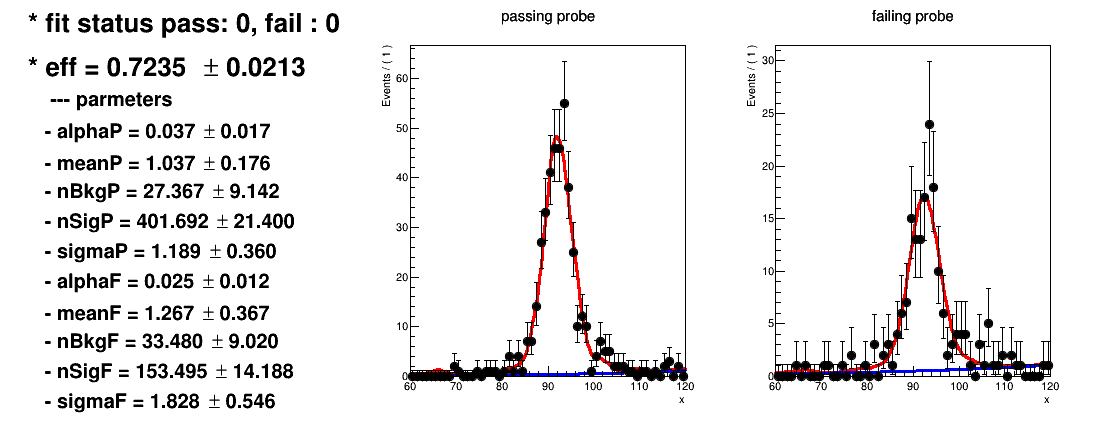 * fit status pass: 0, fail : 0
* eff = 0.7235 ± 0.0213
--- parmeters
- alphaP = 0.037 ± 0.017
- meanP = 1.037 ± 0.176
- nBkgP = 27.367 ± 9.142
- nSigP = 401.692 ± 21.400
- sigmaP = 1.189 ± 0.360
- alphaF = 0.025 ± 0.012
- meanF = 1.267 ± 0.367
- nBkgF = 33.480 ± 9.020
- nSigF = 153.495 ± 14.188
- sigmaF = 1.828 ± 0.546
passing probe
Events / ( 1 )
60
50
40
30
20
10
0
60 70 80 90 100 110 120
x
failing probe
Events / ( 1 )
30
25
20
15
10
5
0
60 70 80 90 100 110 120
x